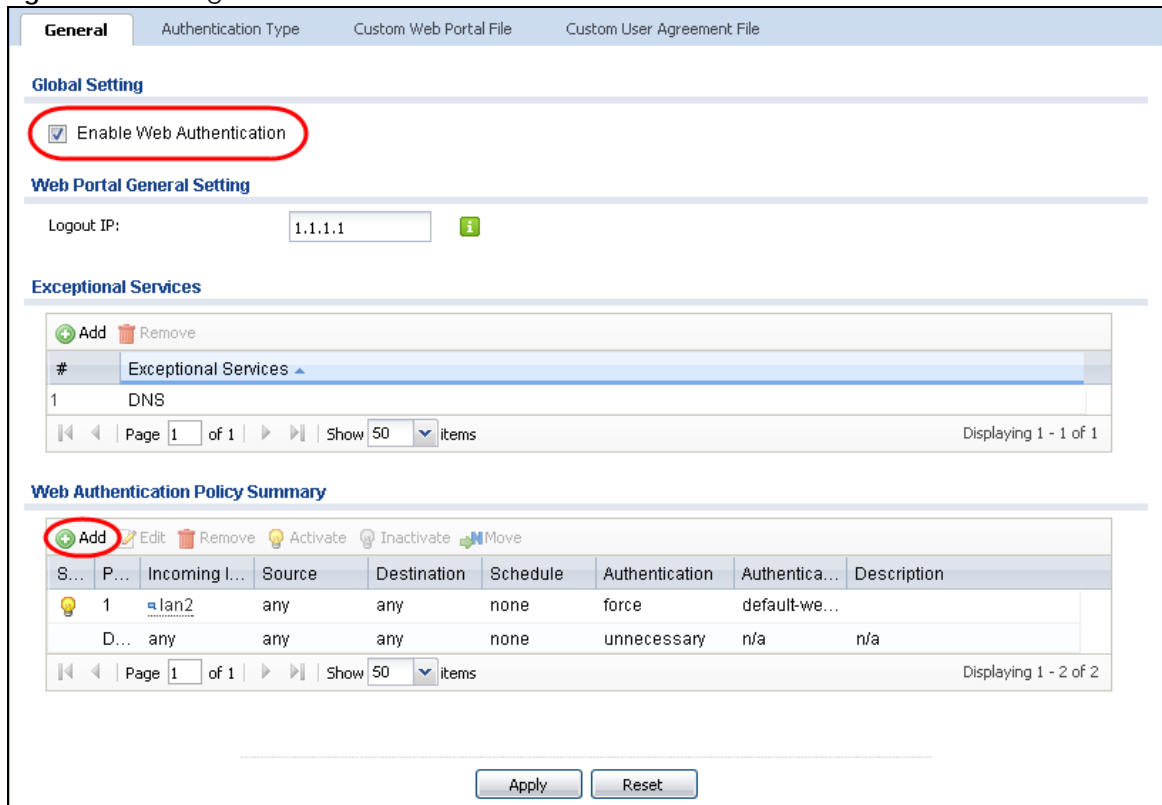 General Authentication Type Custom Web Portal File Custom User Agreement File
Global Setting
Enable Web Authentication
Web Portal General Setting
Logout IP: 1.1.1.1
Exceptional Services
Add Remove
# Exceptional Services
1 DNS
Page 1 of 1 Show 50 items Displaying 1 - 1 of 1
Web Authentication Policy Summary
Add Edit Remove Activate Inactivate Move
S... P... Incoming I... Source Destination Schedule Authentication Authentica... Description
1 lan2 any any none force default-we...
D... any any any none unnecessary n/a n/a
Page 1 of 1 Show 50 items Displaying 1 - 2 of 2
Apply Reset